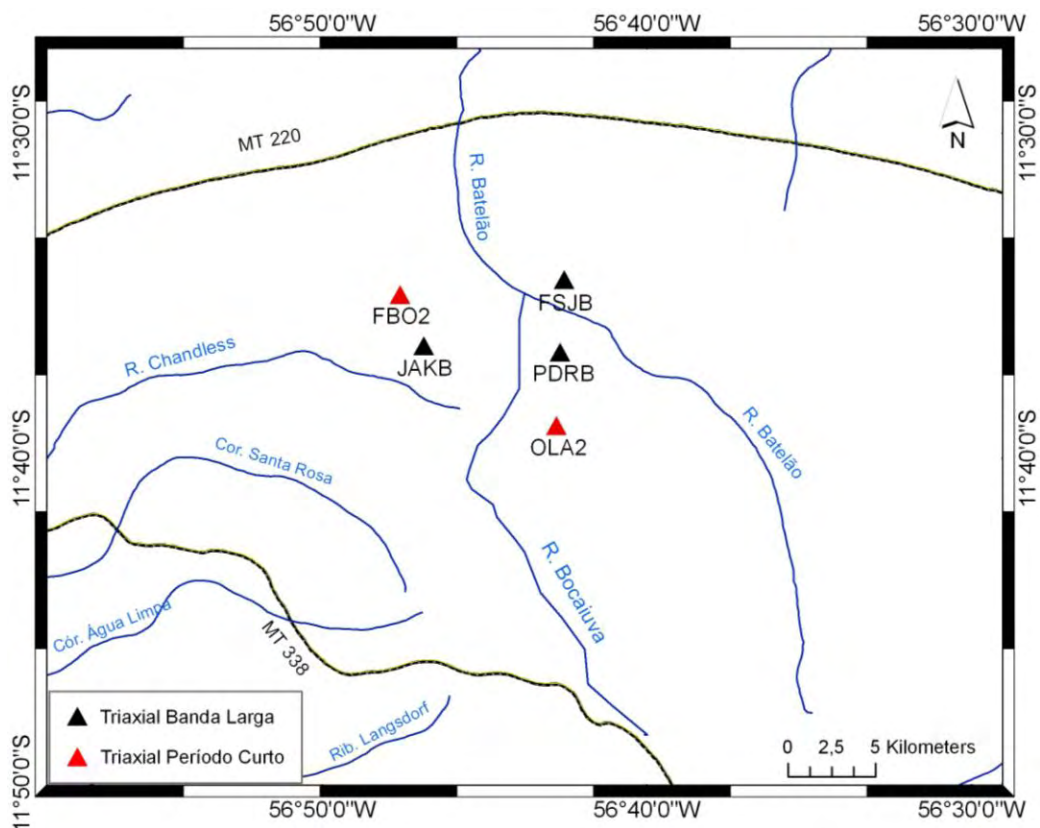 56°50'0"W
56°40'0"W
56°30'0"W
11°30'0"S
11°30'0"S
MT 220
N
R. Batelão
FBO2
FSJB
R. Chandless
JAKB
PDRB
R. Batelão
OLA2
11°40'0"S
11°40'0"S
Cor. Santa Rosa
R. Bocaiuva
Cór. Água Limpa
MT 338
Triaxial Banda Larga
Triaxial Período Curto
Rib. Langsdorf
0 2,5 5 Kilometers
11°50'0"S
11°50'0"S
56°50'0"W
56°40'0"W
56°30'0"W